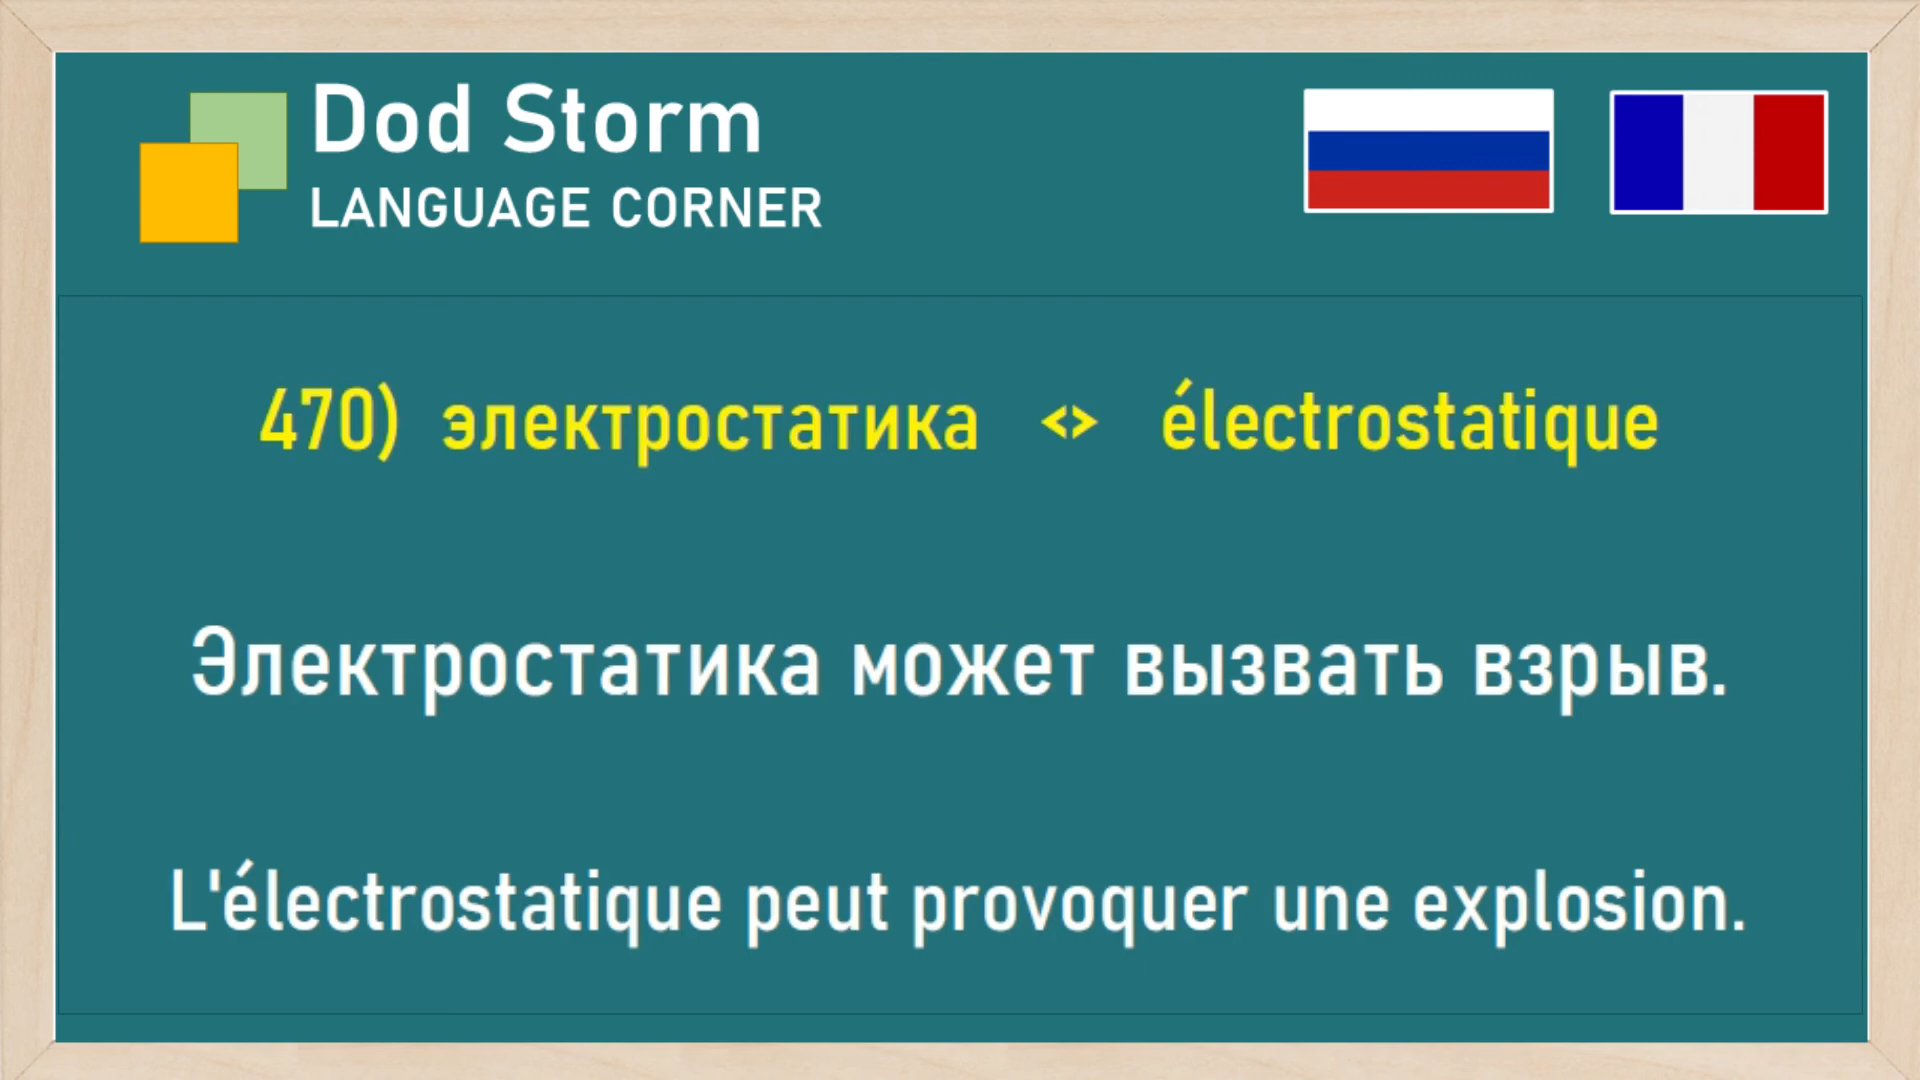 Dod Storm
LANGUAGE CORNER
470) электростатика <> électrostatique
Электростатика может вызвать взрыв.
L'électrostatique peut provoquer une explosion.